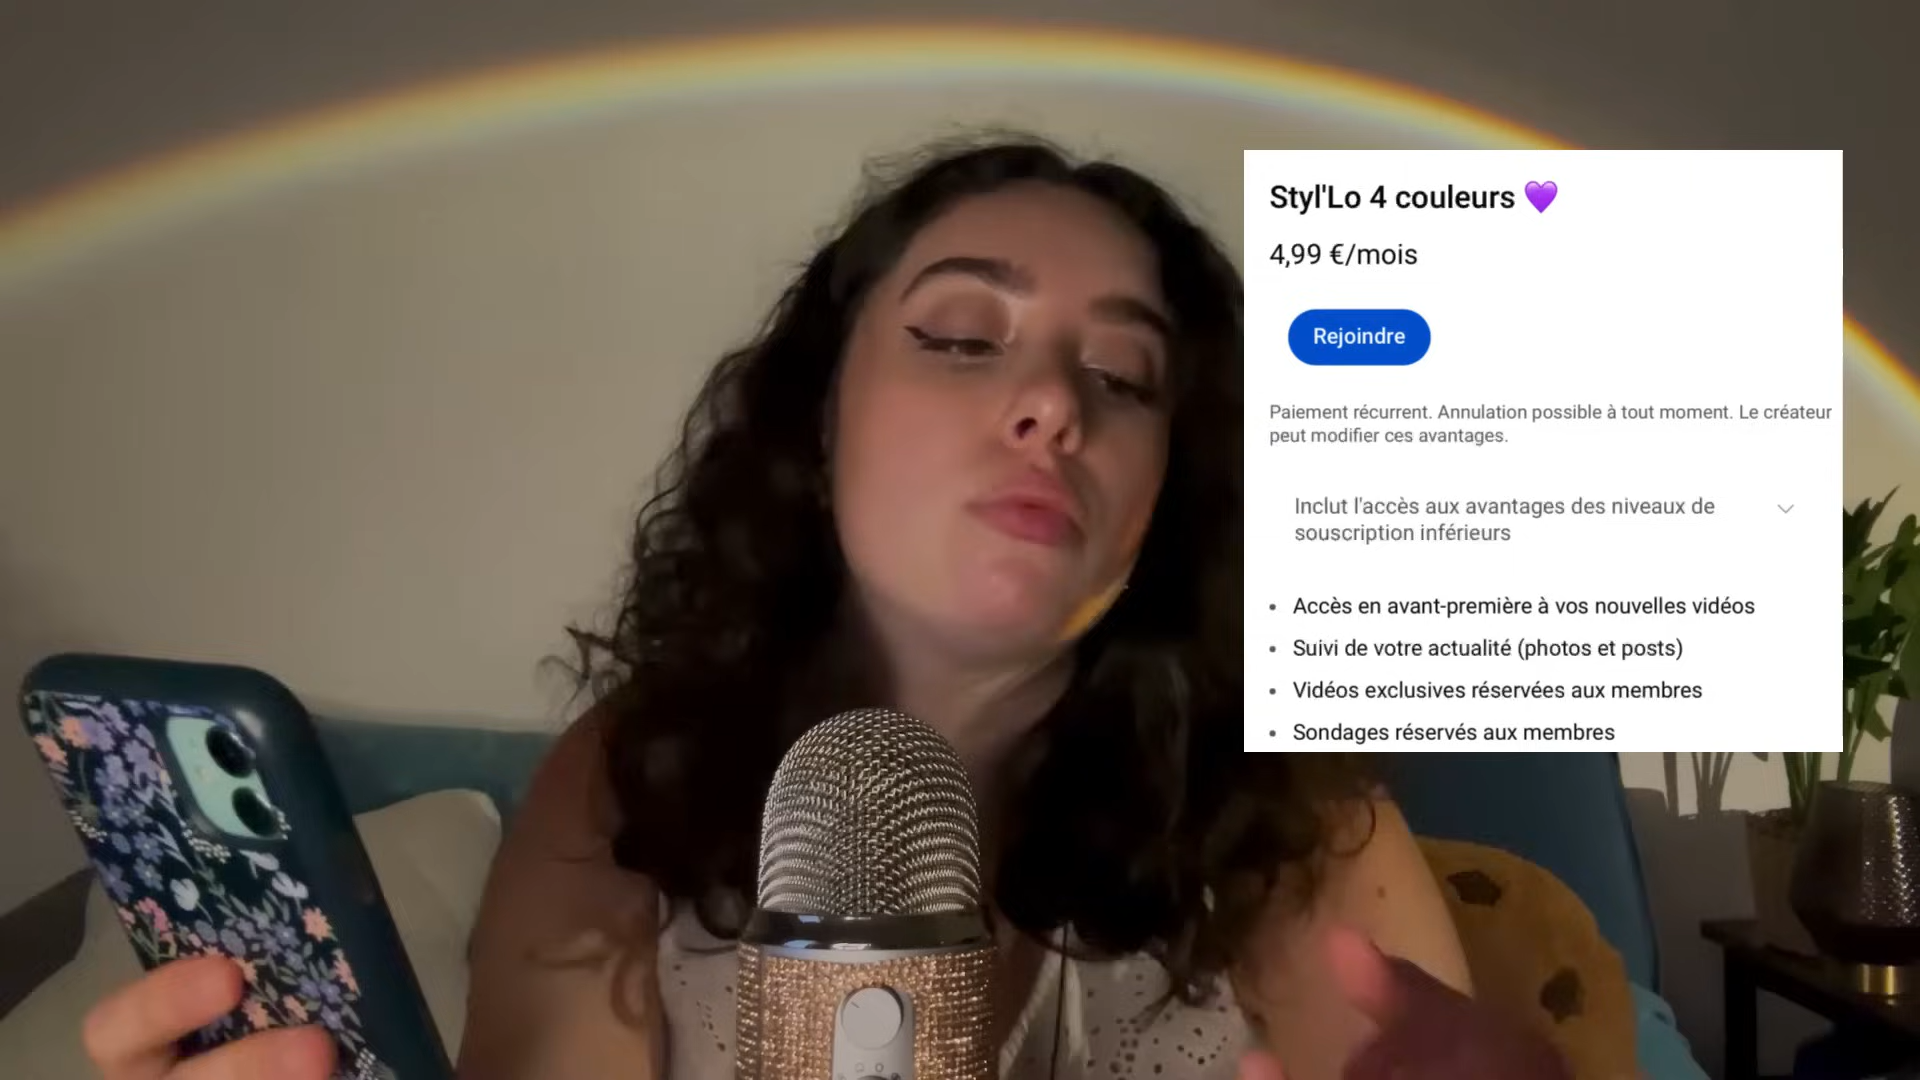 Styl'Lo 4 couleurs 💜
4,99 €/mois
Rejoindre
Paiement récurrent. Annulation possible à tout moment. Le créateur
peut modifier ces avantages.
Inclut l'accès aux avantages des niveaux de
souscription inférieurs
• Accès en avant-première à vos nouvelles vidéos
• Suivi de votre actualité (photos et posts)
• Vidéos exclusives réservées aux membres
• Sondages réservés aux membres